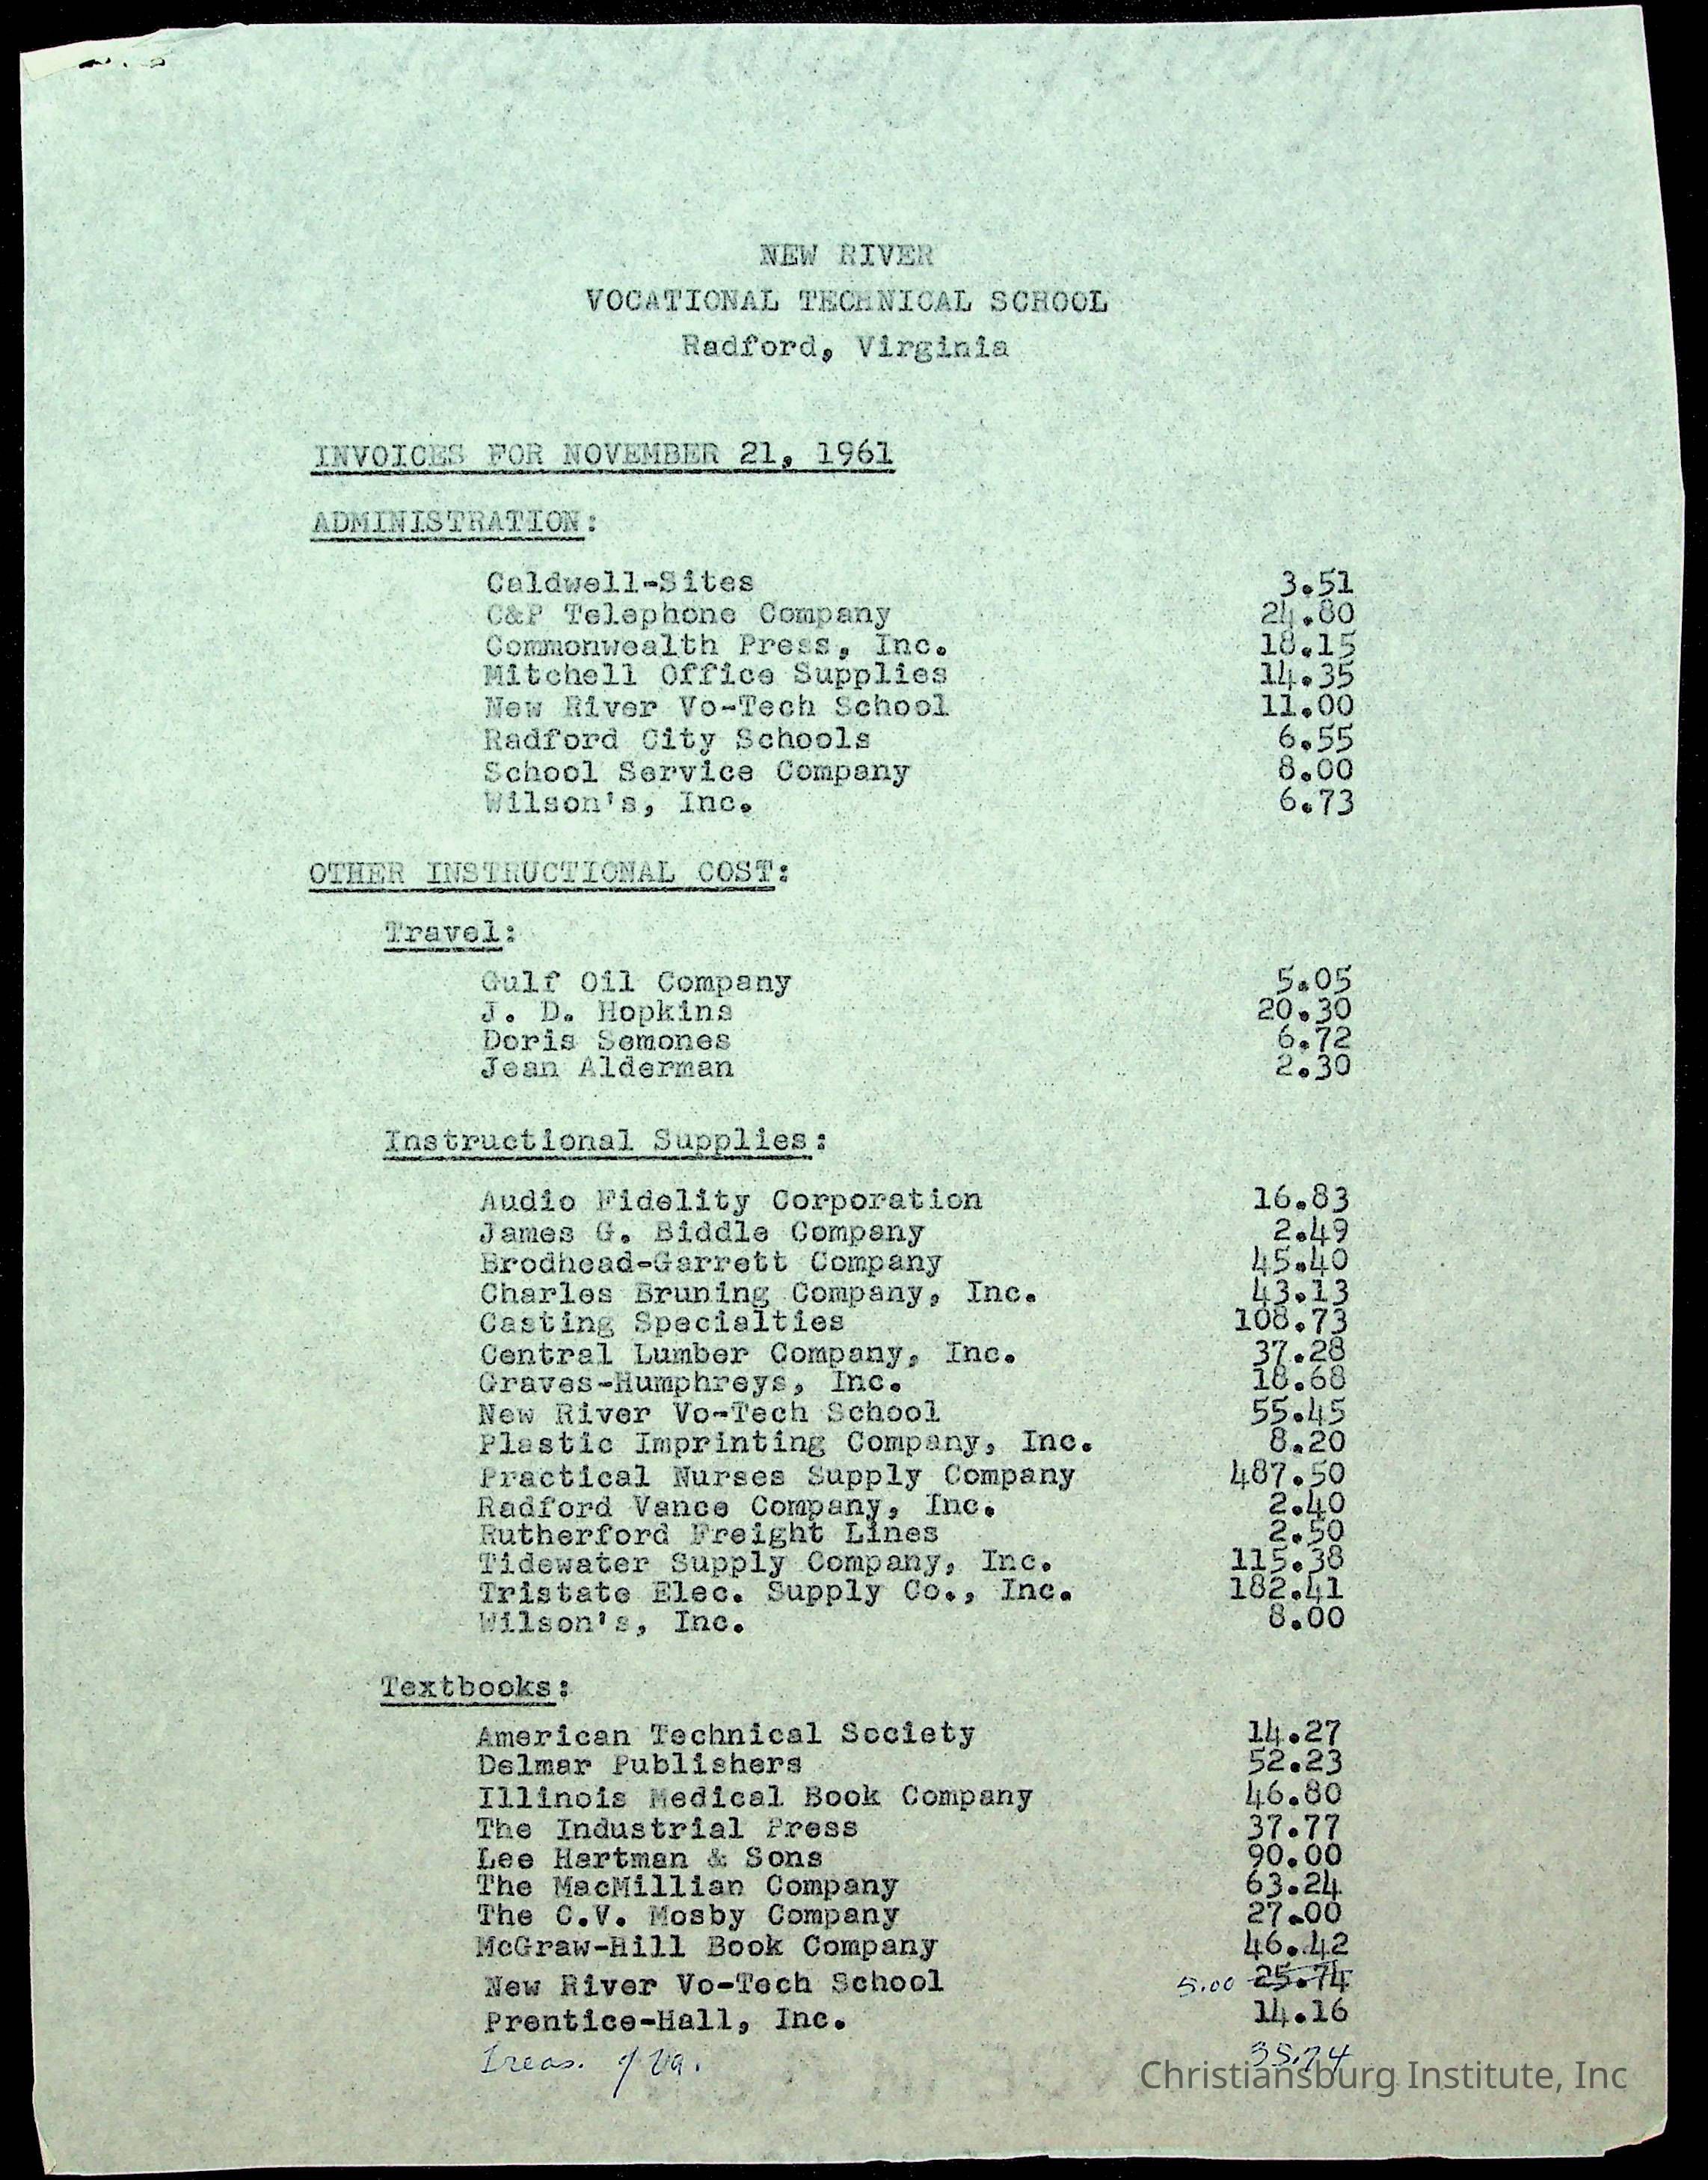 NEW RIVER
VOCATIONAL TECHNICAL SCHOOL
Radford, Virginia
INVOICES FOR NOVEMBER 21, 1961
ADMINISTRATION:
Caldwell-Sites 3.51
C&P Telephone Company 24.80
Commonwealth Press, Inc. 18.15
Mitchell Office Supplies 14.35
New River Vo-Tech School 11.00
Radford City Schools 6.55
School Service Company 8.00
Wilson's, Inc. 6.73
OTHER INSTRUCTIONAL COST:
Travel:
Gulf Oil Company 5.05
J. D. Hopkins 20.30
Doris Semones 6.72
Jean Alderman 2.30
Instructional Supplies:
Audio Fidelity Corporation 16.83
James G. Biddle Company 2.49
Brodhead-Garrett Company 45.40
Charles Bruning Company, Inc. 43.13
Casting Specialties 108.73
Central Lumber Company, Inc. 37.28
Graves-Humphreys, Inc. 18.68
New River Vo-Tech School 55.45
Plastic Imprinting Company, Inc. 8.20
Practical Nurses Supply Company 487.50
Radford Vance Company, Inc. 2.40
Rutherford Freight Lines 2.50
Tidewater Supply Company, Inc. 115.38
Tristate Elec. Supply Co., Inc. 182.41
Wilson's, Inc. 8.00
Textbooks:
American Technical Society 14.27
Delmar Publishers 52.23
Illinois Medical Book Company 46.80
The Industrial Press 37.77
Lee Hartman & Sons 90.00
The MacMillian Company 63.24
The C.V. Mosby Company 27.00
McGraw-Hill Book Company 46.42
New River Vo-Tech School 5.00 25.74
Prentice-Hall, Inc. 14.16
Treas. of Va.
Christiansburg Institute, Inc